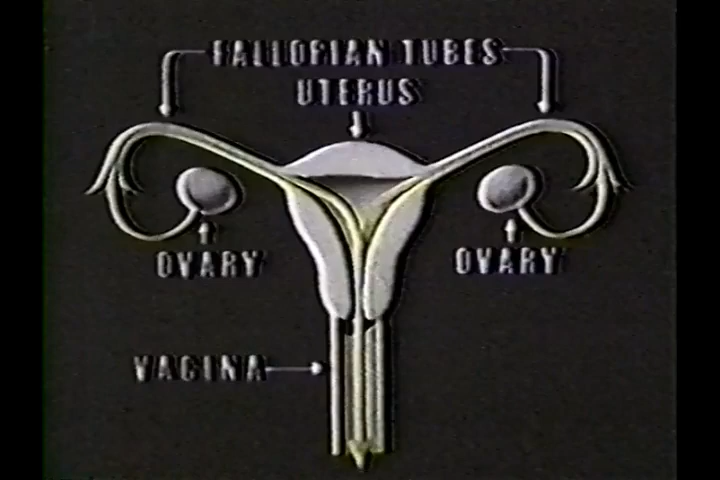 FALLOPIAN TUBES
UTERUS
OVARY
OVARY
VAGINA